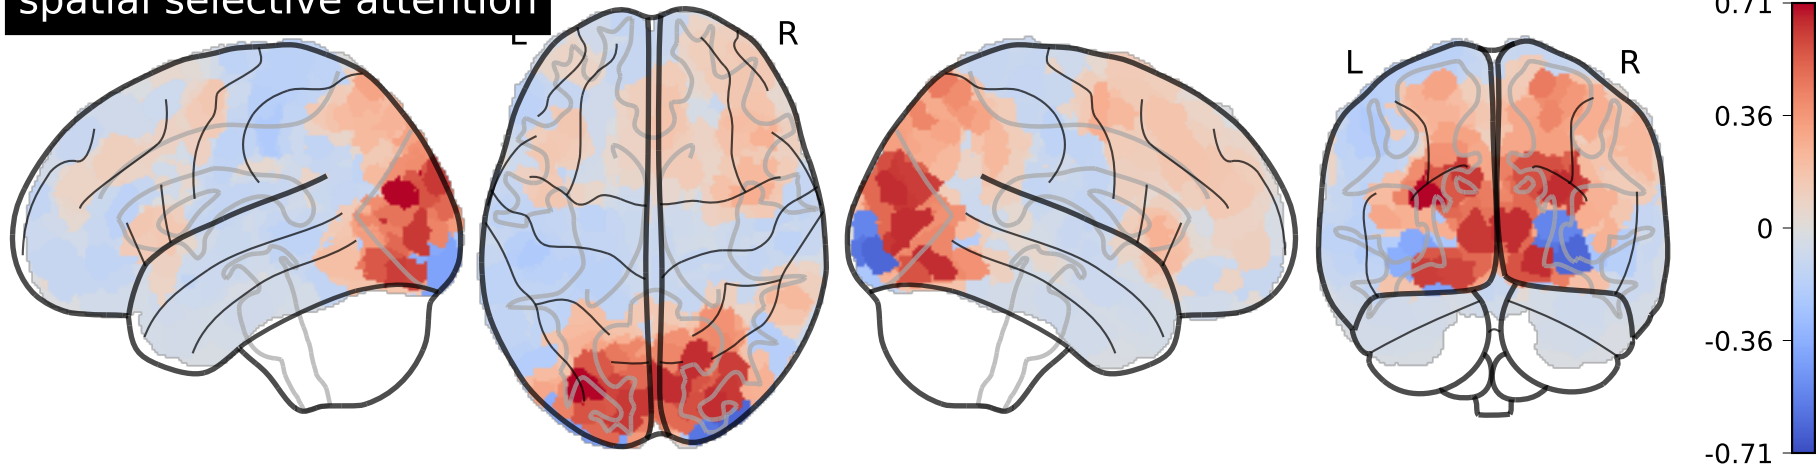 spatial selective attention
L
R
L
R
0.71
0.36
0
-0.36
-0.71